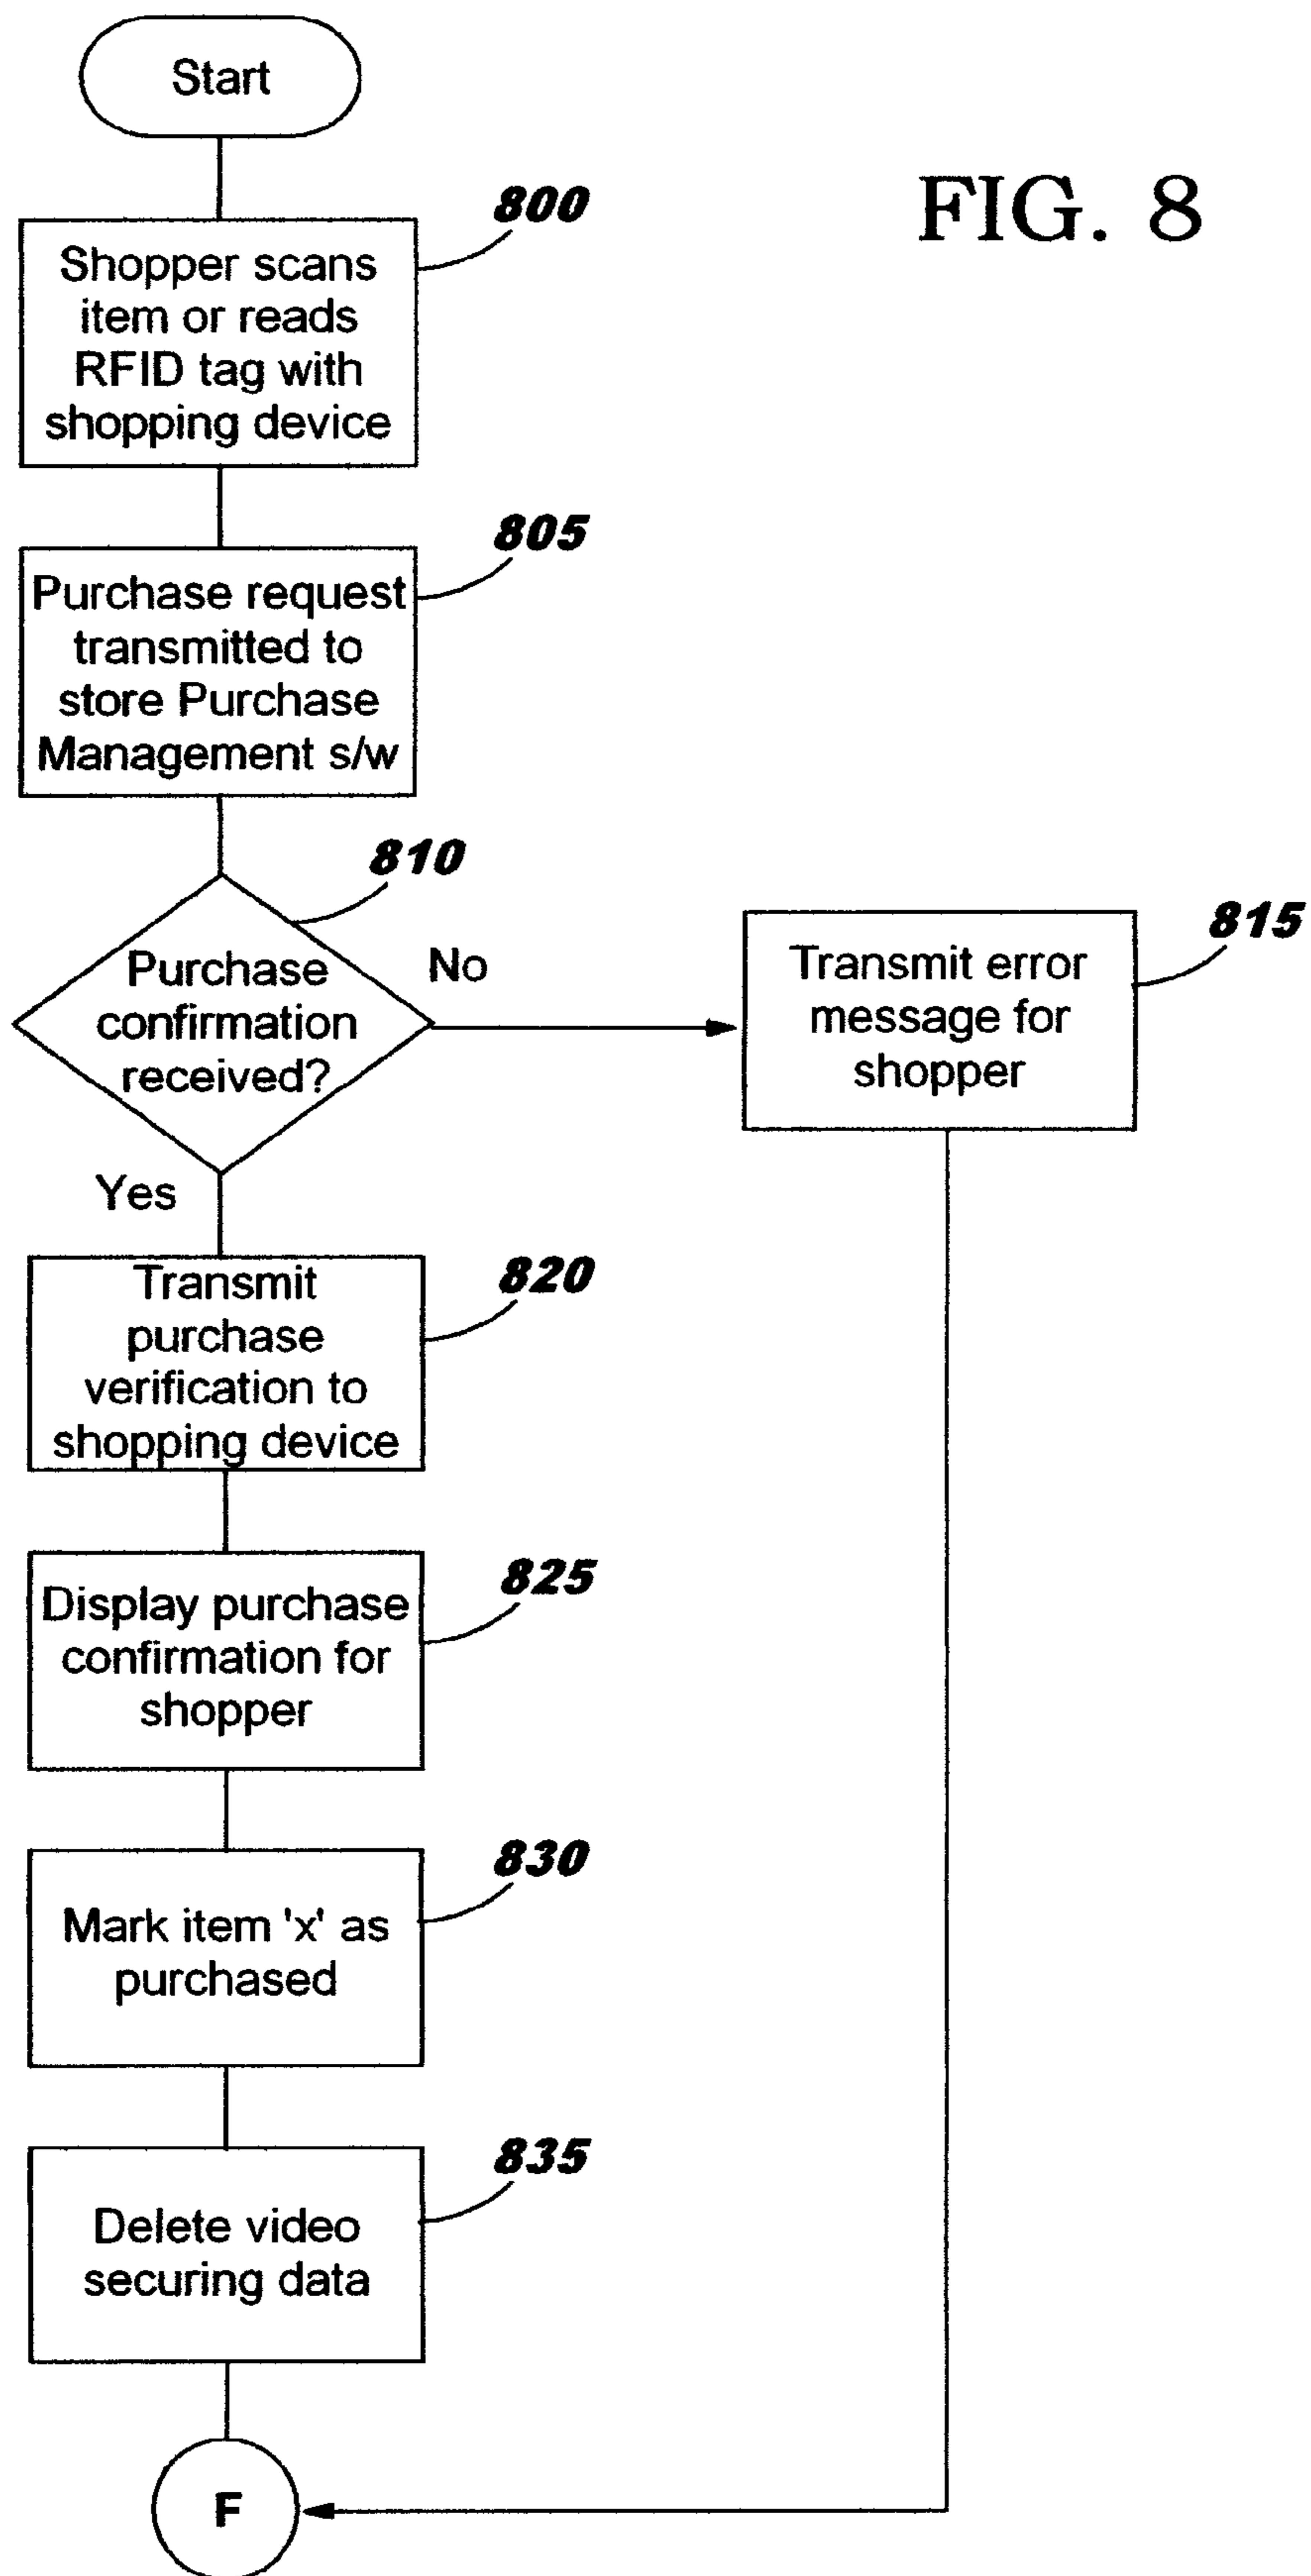 Start
FIG. 8
800
Shopper scans
item or reads
RFID tag with
shopping device
805
Purchase request
transmitted to
store Purchase
Management s/w
810
Purchase
confirmation
received?
No
815
Transmit error
message for
shopper
Yes
820
Transmit
purchase
verification to
shopping device
825
Display purchase
confirmation for
shopper
830
Mark item 'x' as
purchased
835
Delete video
securing data
F